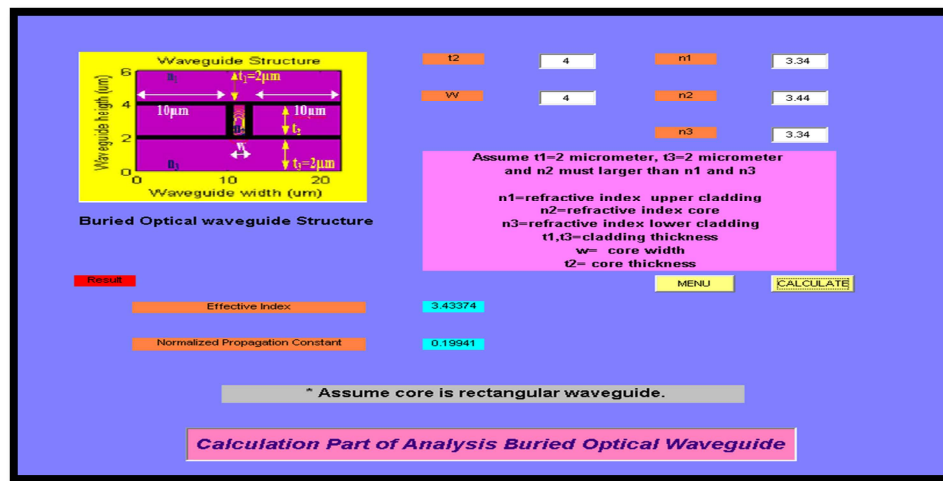 Waveguide Structure
Waveguide heigth (um)
6
4
2
0
n1
t1=2μm
10μm
10μm
t2
w
n3
t3=2μm
0
10
20
Waveguide width (um)
Buried Optical waveguide Structure
t2 4 n1 3.34
W 4 n2 3.44
n3 3.34
Assume t1=2 micrometer, t3=2 micrometer
and n2 must larger than n1 and n3
n1=refractive index upper cladding
n2=refractive index core
n3=refractive index lower cladding
t1,t3=cladding thickness
w= core width
t2= core thickness
Result
MENU CALCULATE
Effective Index 3.43374
Normalized Propagation Constant 0.19941
* Assume core is rectangular waveguide.
Calculation Part of Analysis Buried Optical Waveguide